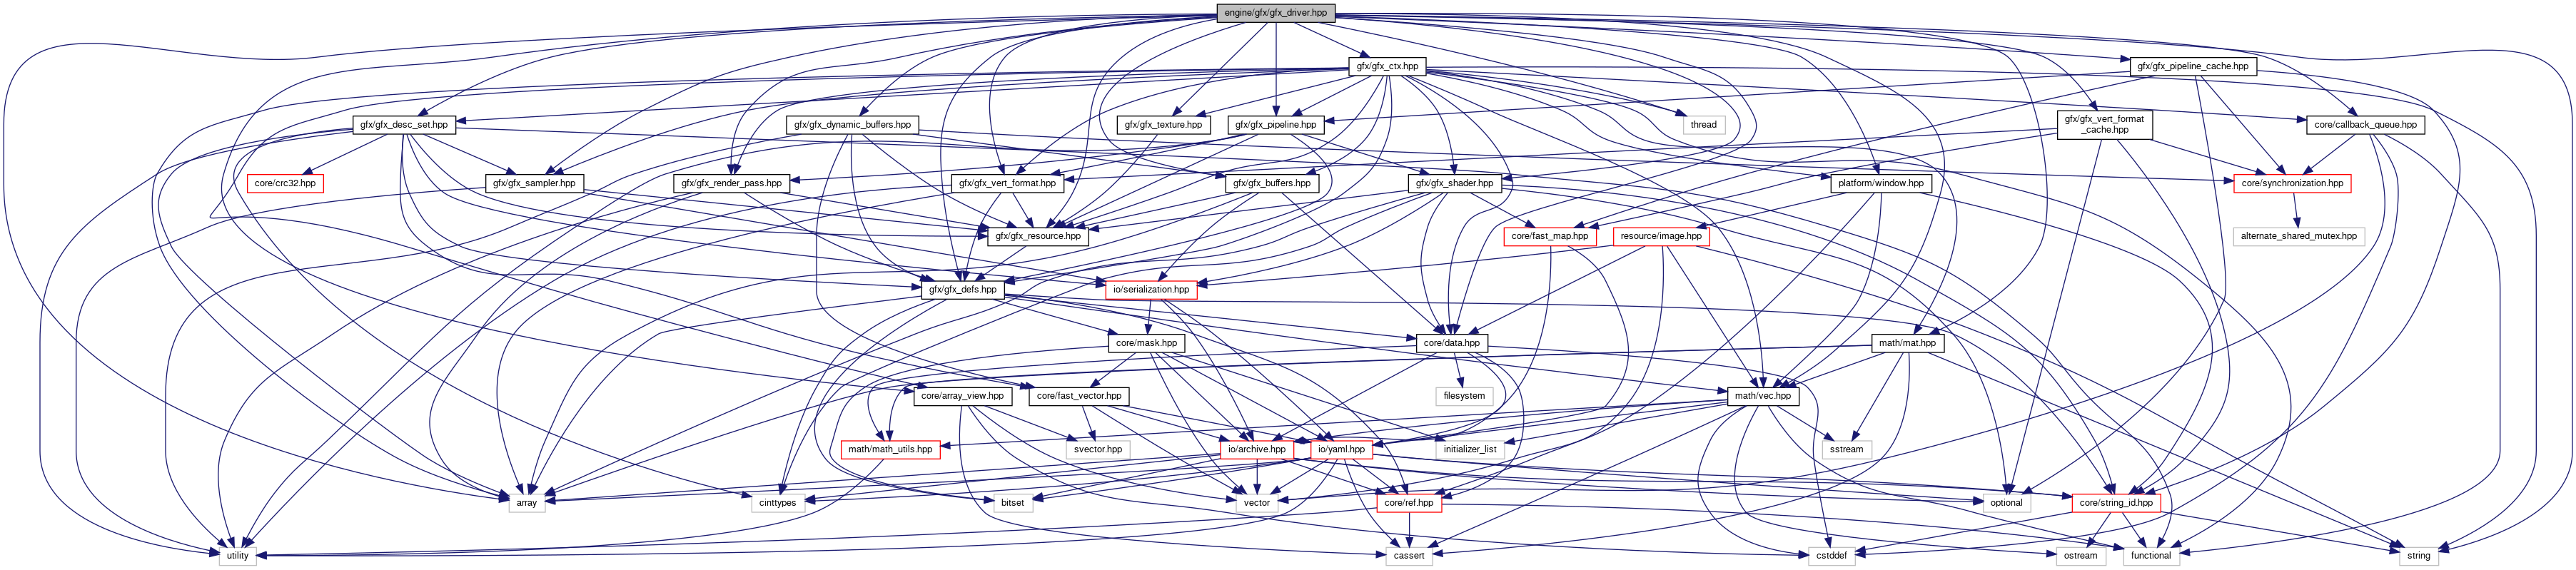 engine/gfx/gfx_driver.hpp
gfx/gfx_ctx.hpp
gfx/gfx_pipeline_cache.hpp
gfx/gfx_desc_set.hpp
gfx/gfx_dynamic_buffers.hpp
gfx/gfx_texture.hpp
gfx/gfx_pipeline.hpp
thread
gfx/gfx_vert_format
_cache.hpp
core/callback_queue.hpp
core/crc32.hpp
gfx/gfx_sampler.hpp
gfx/gfx_render_pass.hpp
gfx/gfx_vert_format.hpp
gfx/gfx_buffers.hpp
gfx/gfx_shader.hpp
platform/window.hpp
core/synchronization.hpp
gfx/gfx_resource.hpp
core/fast_map.hpp
resource/image.hpp
alternate_shared_mutex.hpp
gfx/gfx_defs.hpp
io/serialization.hpp
core/mask.hpp
core/data.hpp
math/mat.hpp
core/array_view.hpp
core/fast_vector.hpp
filesystem
math/vec.hpp
math/math_utils.hpp
svector.hpp
io/archive.hpp
io/yaml.hpp
initializer_list
sstream
array
cinttypes
bitset
vector
core/ref.hpp
optional
core/string_id.hpp
utility
cassert
cstddef
ostream
functional
string